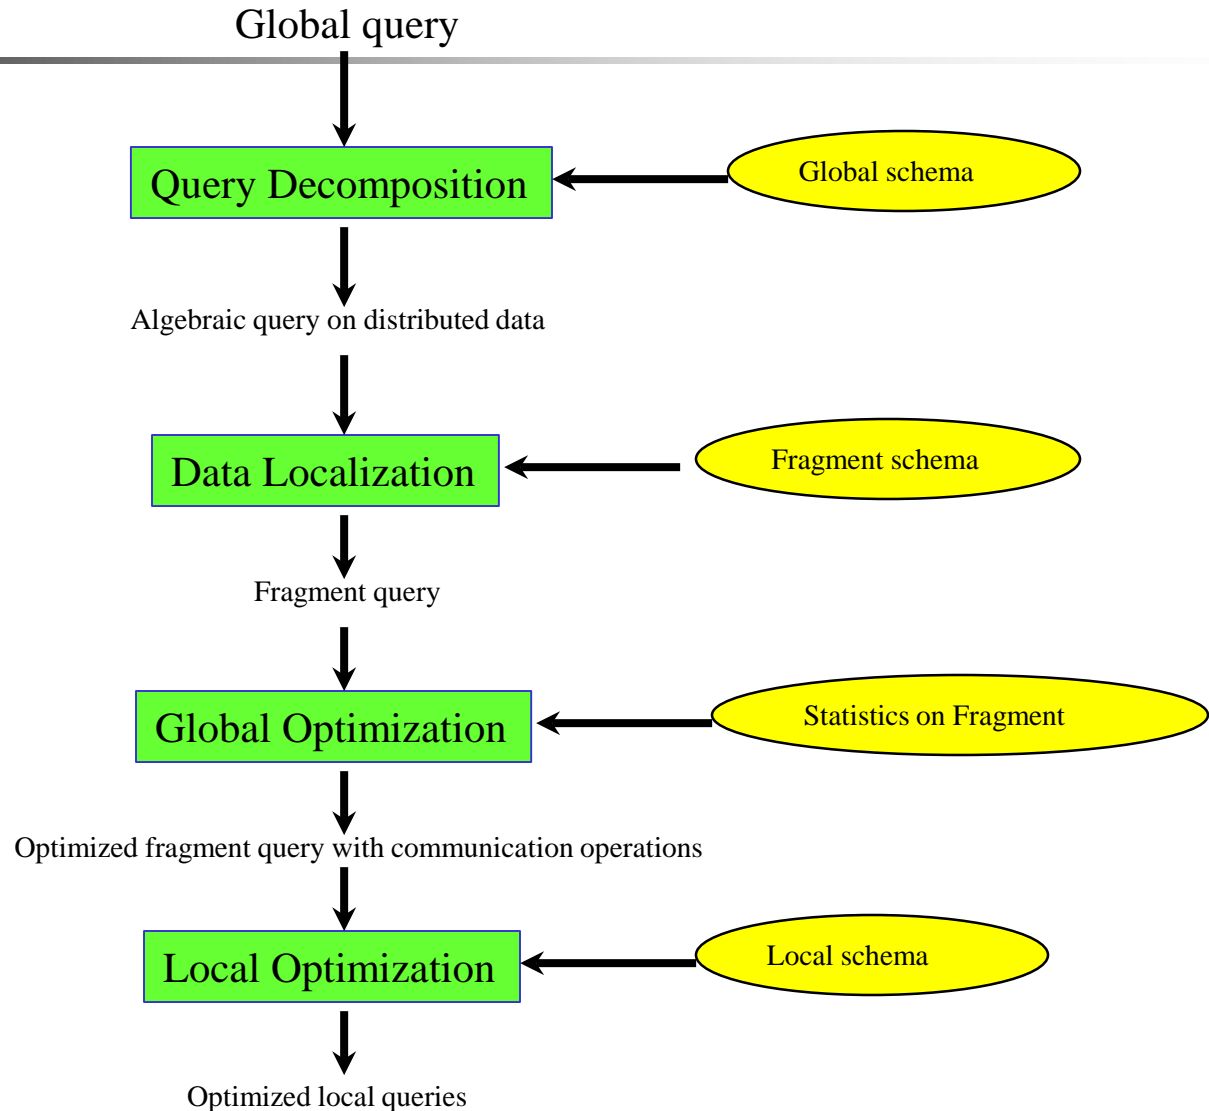 Global query
Query Decomposition
Global schema
Algebraic query on distributed data
Data Localization
Fragment schema
Fragment query
Global Optimization
Statistics on Fragment
Optimized fragment query with communication operations
Local Optimization
Local schema
Optimized local queries